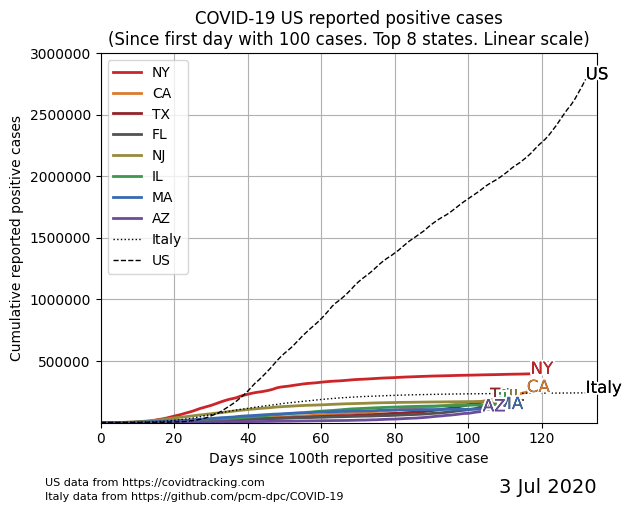 COVID-19 US reported positive cases
(Since first day with 100 cases. Top 8 states. Linear scale)
Cumulative reported positive cases
3000000
2500000
2000000
1500000
1000000
500000
NY
CA
TX
FL
NJ
IL
MA
AZ
Italy
US
US
NY
CA
Italy
AZ
MA
0
20
40
60
80
100
120
Days since 100th reported positive case
US data from https://covidtracking.com
Italy data from https://github.com/pcm-dpc/COVID-19
3 Jul 2020